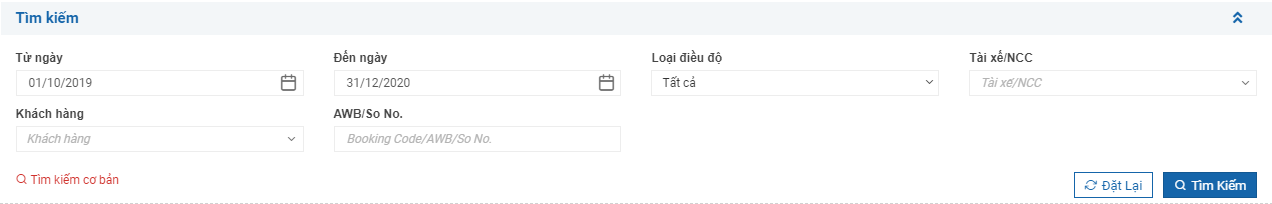 Tìm kiếm
Từ ngày Đến ngày Loại điều độ Tài xế/NCC
01/10/2019 31/12/2020 Tất cả Tài xế/NCC
Khách hàng AWB/So No.
Khách hàng Booking Code/AWB/So No.
Tìm kiếm cơ bản
Đặt Lại Tìm Kiếm